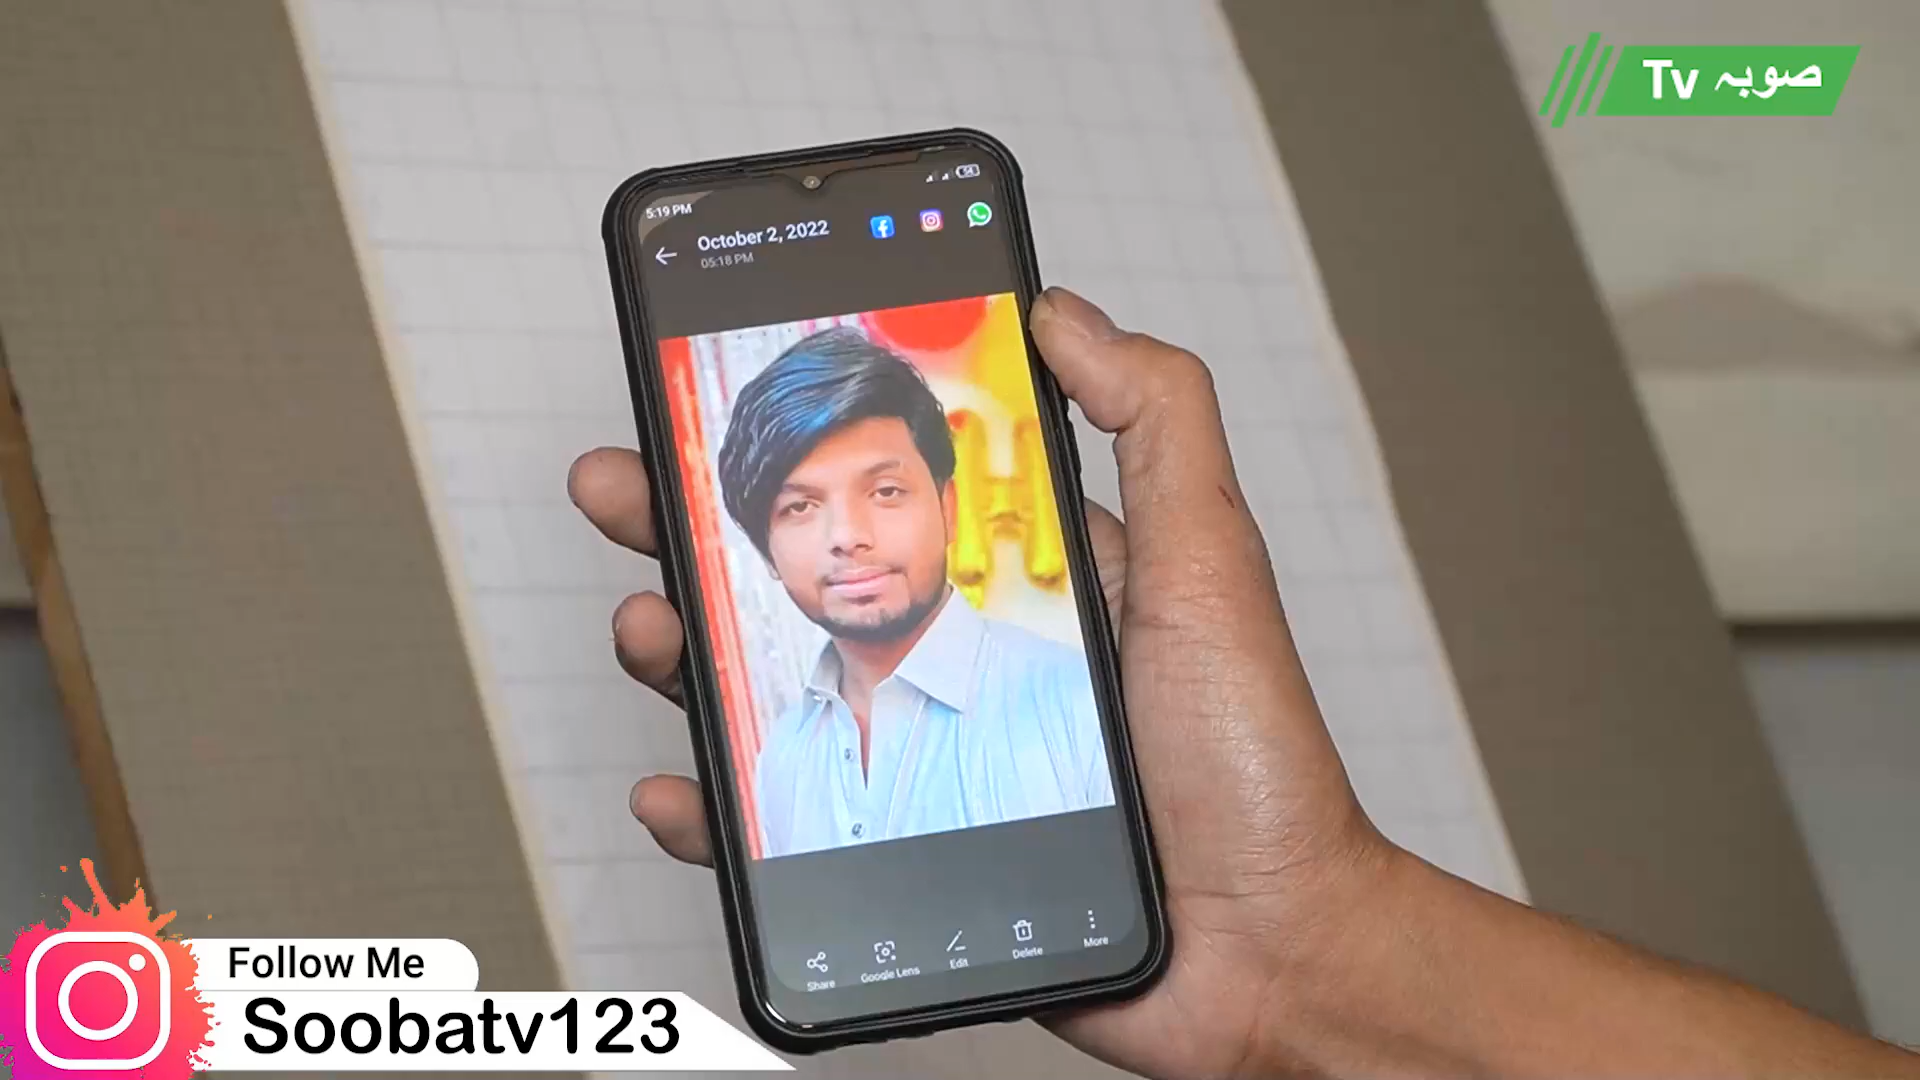 صوبہ Tv
5:19 PM
54
October 2, 2022
05:18 PM
Share
Google Lens
Edit
Delete
More
Follow Me
Soobatv123